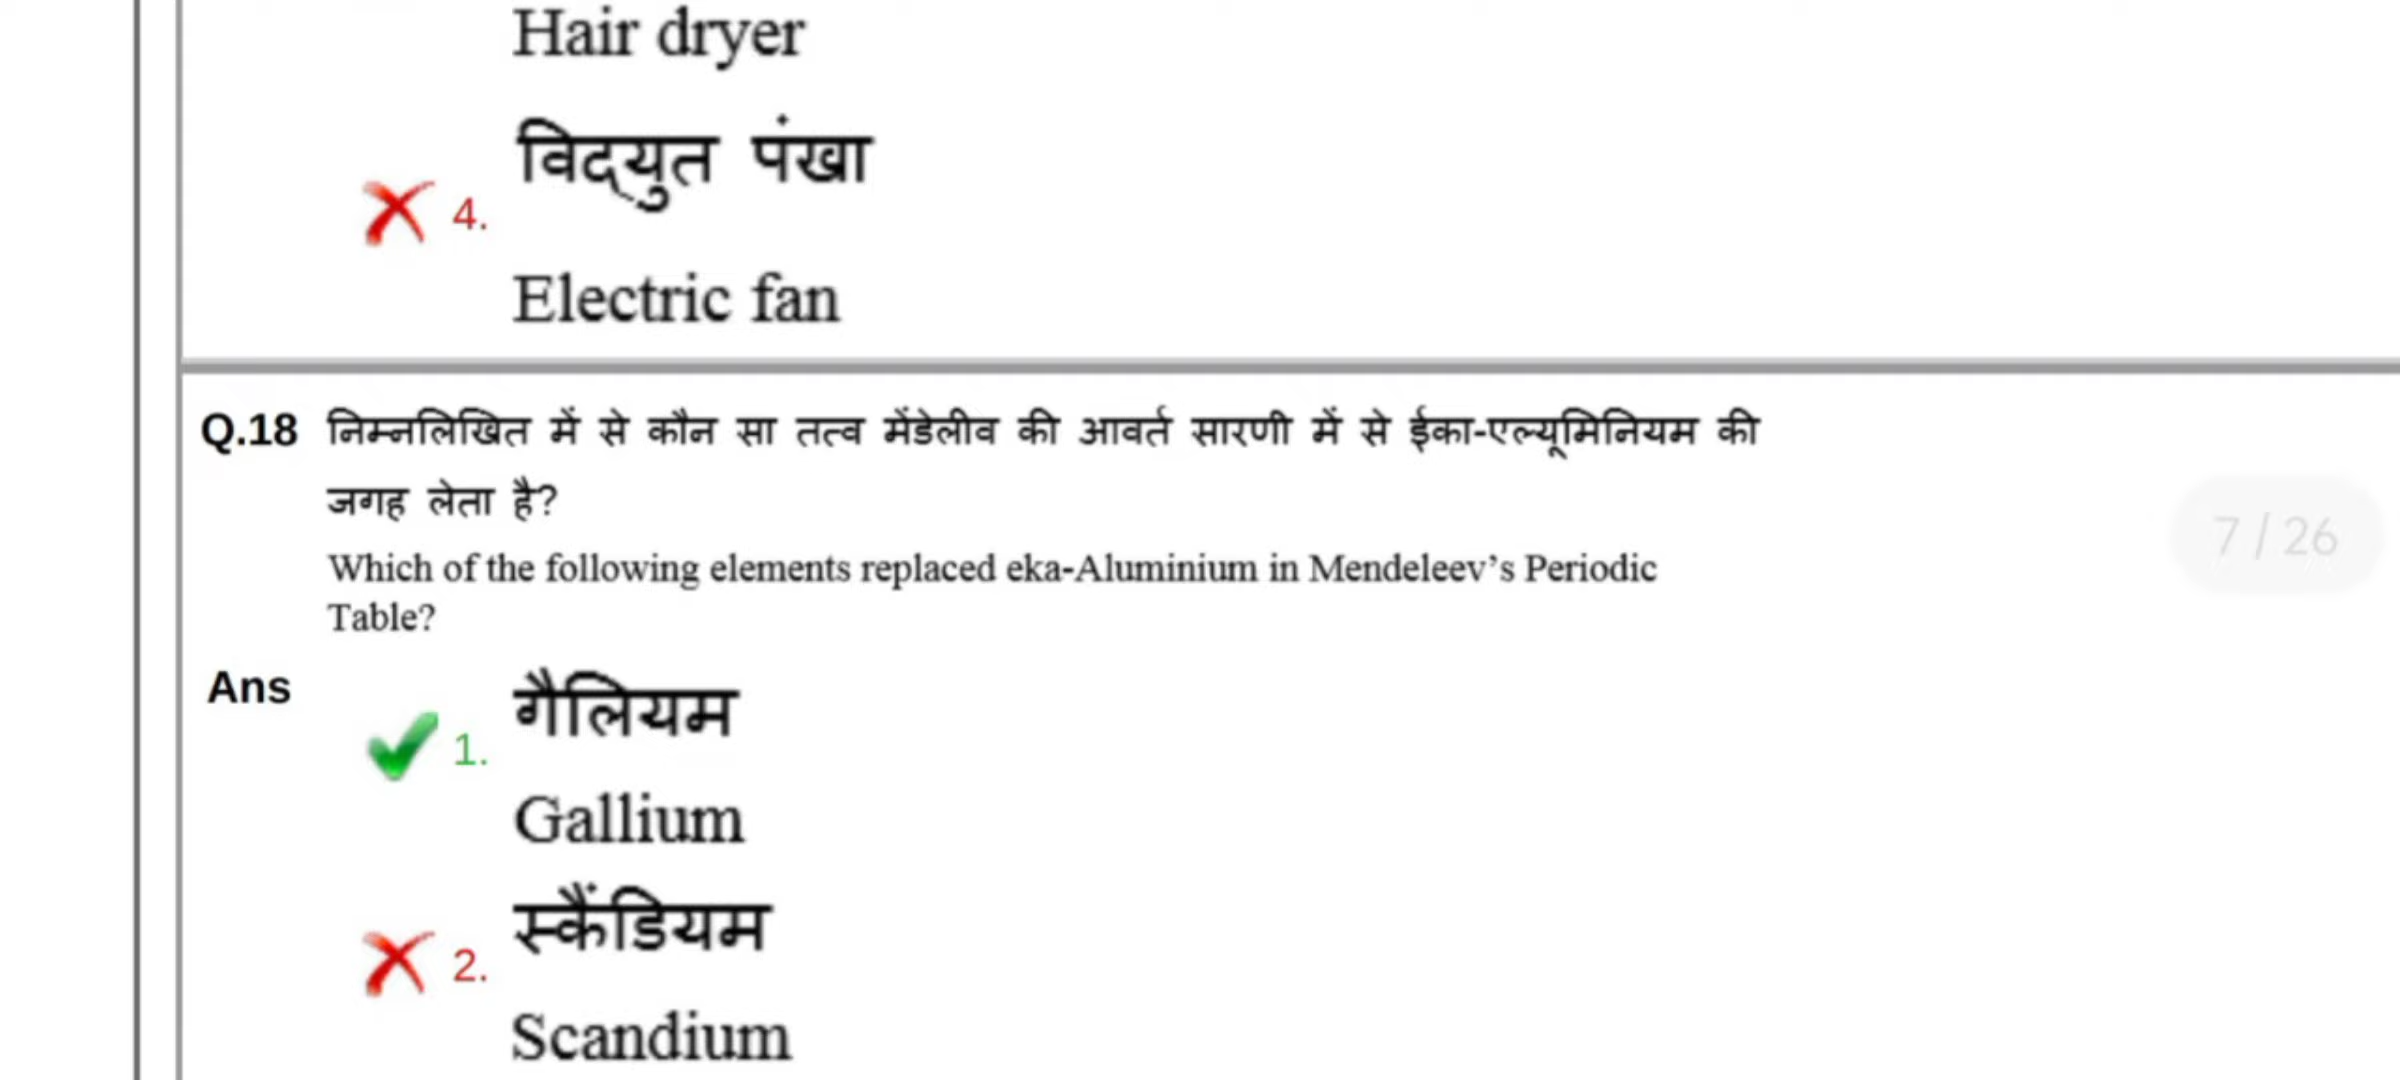 Hair dryer
विद्युत पंखा
4.
Electric fan
Q.18 निम्नलिखित में से कौन सा तत्व मेंडेलीव की आवर्त सारणी में से ईका-एल्यूमिनियम की
जगह लेता है?
7 / 26
Which of the following elements replaced eka-Aluminium in Mendeleev’s Periodic
Table?
Ans
गैलियम
1.
Gallium
स्कैंडियम
2.
Scandium